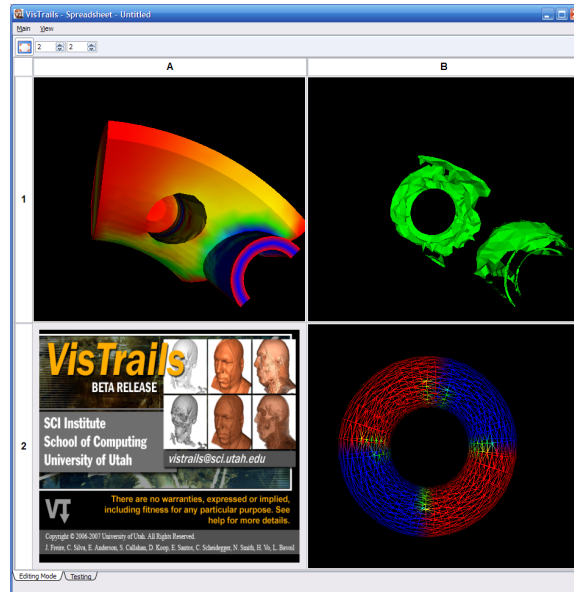 VisTrails - Spreadsheet - Untitled
Main View
2 2
A B
1
2
VisTrails
BETA RELEASE
SCI Institute
School of Computing
University of Utah
vistrails@sci.utah.edu
VT
There are no warranties, expressed or implied,
including fitness for any particular purpose. See
help for more details.
Copyright © 2006-2007 University of Utah. All Rights Reserved.
J. Freire, C. Silva, E. Anderson, S. Callahan, D. Koop, E. Santos, C. Scheidegger, N. Smith, H. Vo, L. Bavoil
Editing Mode Testing